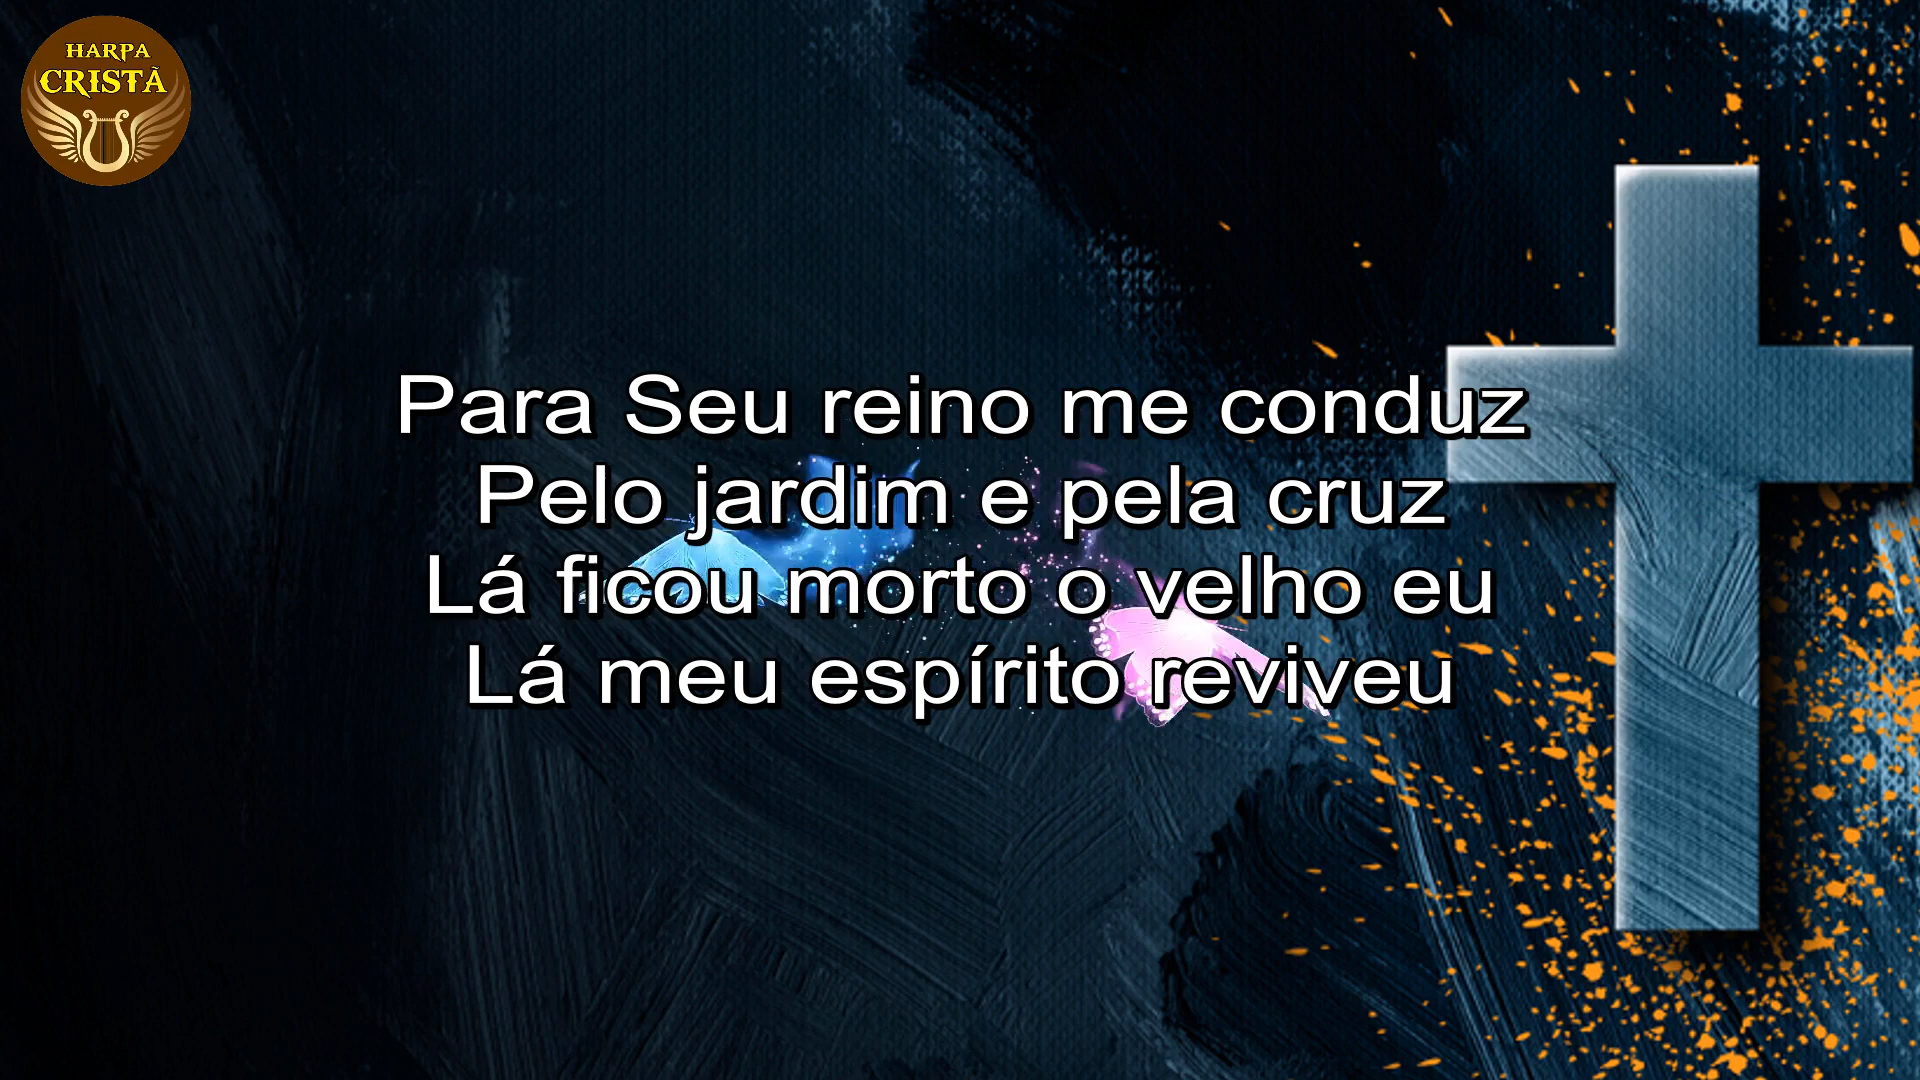 HARPA
CRISTÃ
Para Seu reino me conduz
Pelo jardim e pela cruz
Lá ficou morto o velho eu
Lá meu espírito reviveu